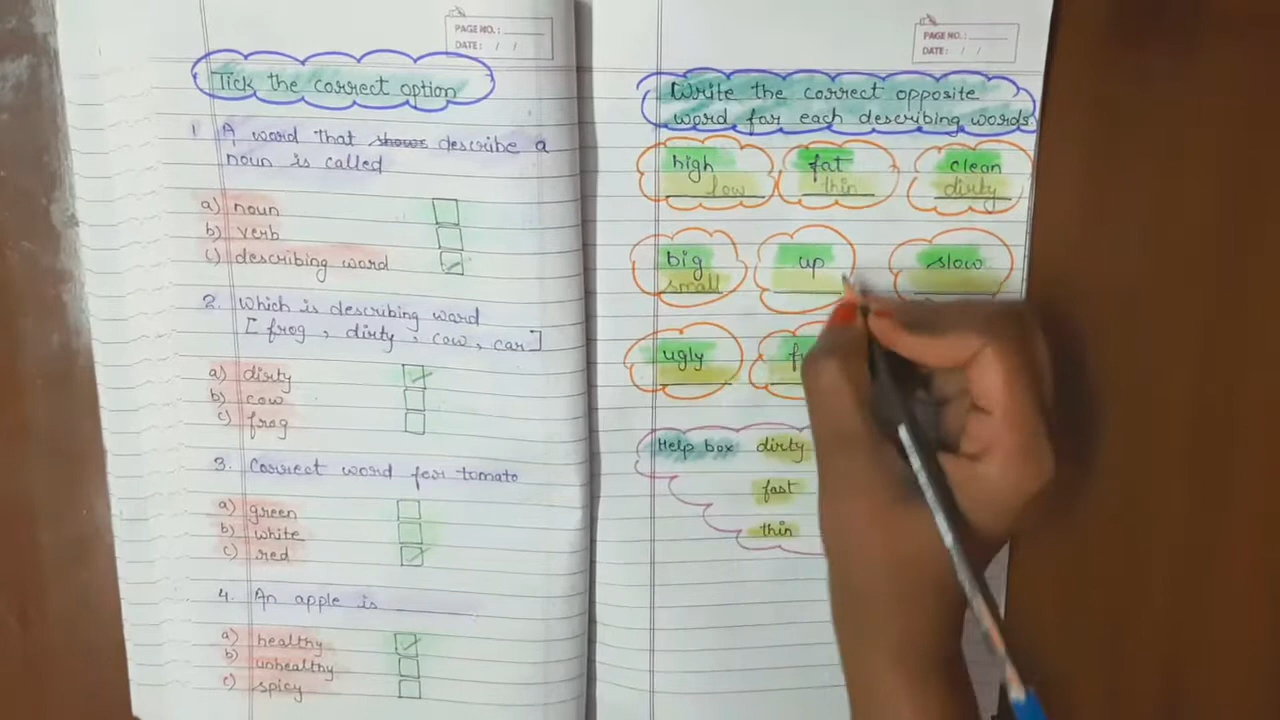 PAGE NO.:
DATE: / /
Tick the correct option
1 A word that shows describe a
noun is called
a) noun
b) verb
c) describing word
2. Which is describing word
[frog, dirty, cow, car]
a) dirty
b) cow
c) frog
3. Correct word for tomato
a) green
b) white
c) red
4. An apple is
a) healthy
b) unhealthy
c) spicy
PAGE NO.:
DATE: / /
Write the correct opposite
word for each describing words.
high fat clean
low thin dirty
big up slow
small
ugly
Help box dirty
fast
thin